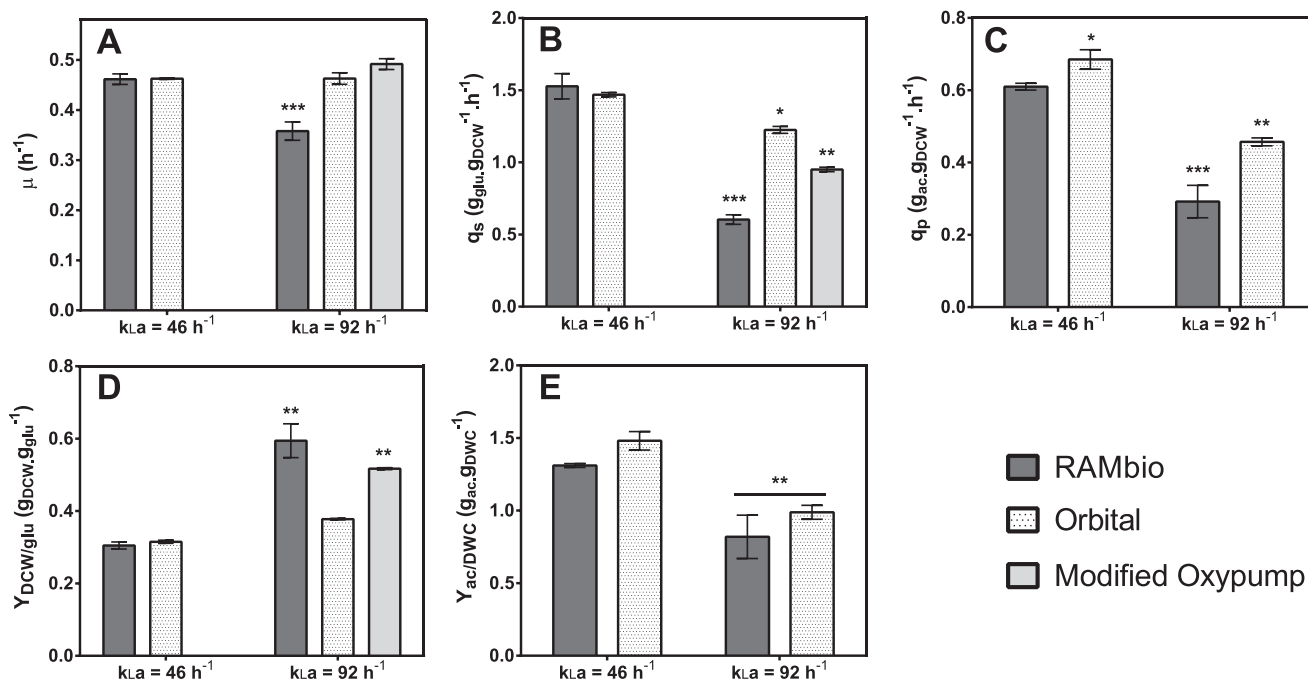 A
μ (h⁻¹)
0.5
0.4
0.3
0.2
0.1
0.0
***
kLa = 46 h⁻¹
kLa = 92 h⁻¹
B
qs (gglu.gDCW⁻¹.h⁻¹)
2.0
1.5
1.0
0.5
0.0
***
*
**
kLa = 46 h⁻¹
kLa = 92 h⁻¹
C
qp (gac.gDCW⁻¹.h⁻¹)
0.8
0.6
0.4
0.2
0.0
*
***
**
kLa = 46 h⁻¹
kLa = 92 h⁻¹
D
YDCW/glu (gDCW.gglu⁻¹)
0.8
0.6
0.4
0.2
0.0
**
**
kLa = 46 h⁻¹
kLa = 92 h⁻¹
E
Yac/DWC (gac.gDWC⁻¹)
2.0
1.5
1.0
0.5
0.0
**
kLa = 46 h⁻¹
kLa = 92 h⁻¹
RAMbio
Orbital
Modified Oxypump